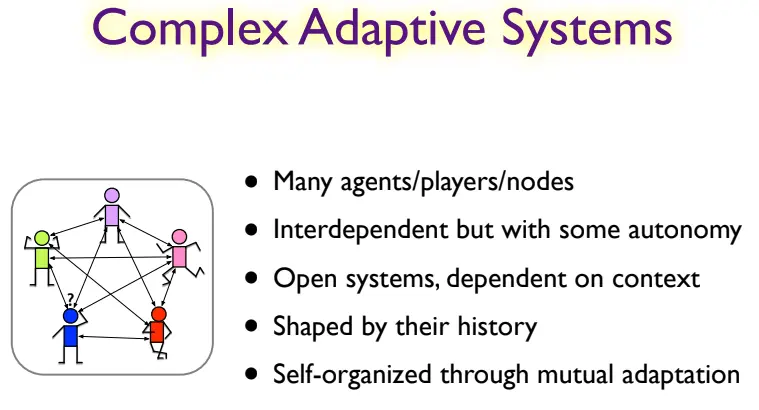 Complex Adaptive Systems
• Many agents/players/nodes
• Interdependent but with some autonomy
• Open systems, dependent on context
?
• Shaped by their history
• Self-organized through mutual adaptation